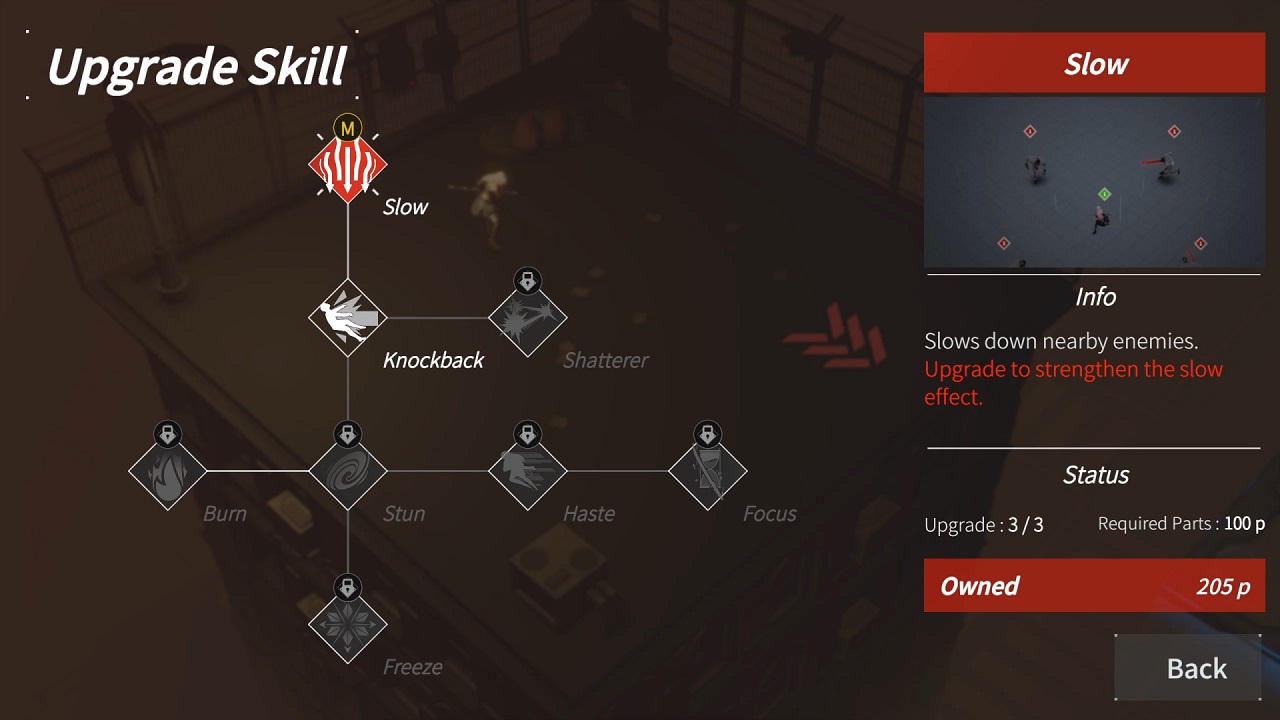 Upgrade Skill
M
Slow
Knockback
Shatterer
Burn
Stun
Haste
Focus
Freeze
Slow
Info
Slows down nearby enemies.
Upgrade to strengthen the slow
effect.
Status
Upgrade : 3 / 3
Required Parts : 100 p
Owned
205 p
Back